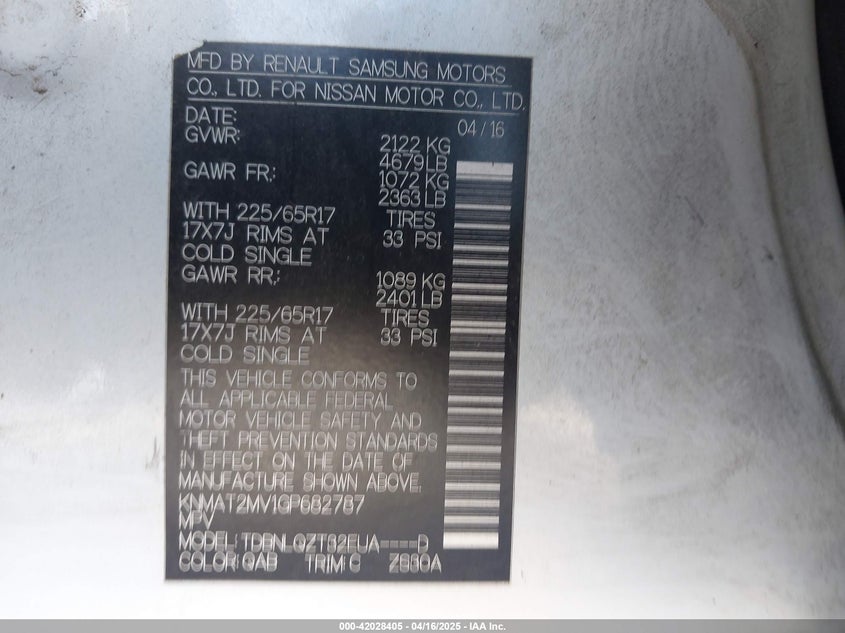 MFD BY RENAULT SAMSUNG MOTORS
CO., LTD. FOR NISSAN MOTOR CO., LTD.
DATE: 04/16
GVWR: 2122 KG
4679 LB
GAWR FR.: 1072 KG
2363 LB
WITH 225/65R17 TIRES
17X7J RIMS AT 33 PSI
COLD SINGLE
GAWR RR.: 1089 KG
2401 LB
WITH 225/65R17 TIRES
17X7J RIMS AT 33 PSI
COLD SINGLE
THIS VEHICLE CONFORMS TO
ALL APPLICABLE FEDERAL
MOTOR VEHICLE SAFETY AND
THEFT PREVENTION STANDARDS
IN EFFECT ON THE DATE OF
MANUFACTURE SHOWN ABOVE.
KNMAT2MV1GP682787
MPV
MODEL: TDBNLQZT32EUA----D
COLOR: QAB TRIM: C
000-42028405 - 04/16/2025 - IAA Inc.